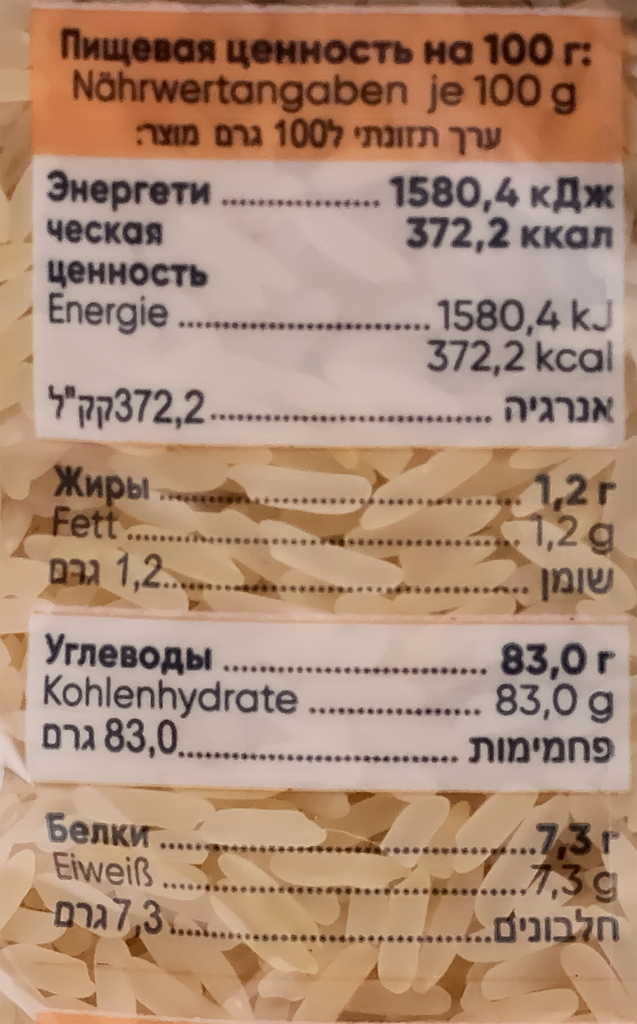 Пищевая ценность на 100 г:
Nährwertangaben je 100 g
ערך תזונתי ל100 גרם מוצר:
Энергети ................ 1580,4 кДж
ческая 372,2 ккал
ценность
Energie ......................... 1580,4 kJ
372,2 kcal
אנרגיה ............................ 372,2קק"ל
Жиры .................................... 1,2 г
Fett ....................................... 1,2 g
שומן ..................................... 1,2 גרם
Углеводы .......................... 83,0 г
Kohlenhydrate ................. 83,0 g
פחמימות ............................ 83,0 גרם
Белки ..................................... 7,3 г
Eiweiß .................................... 7,3 g
חלבונים ................................ 7,3 גרם